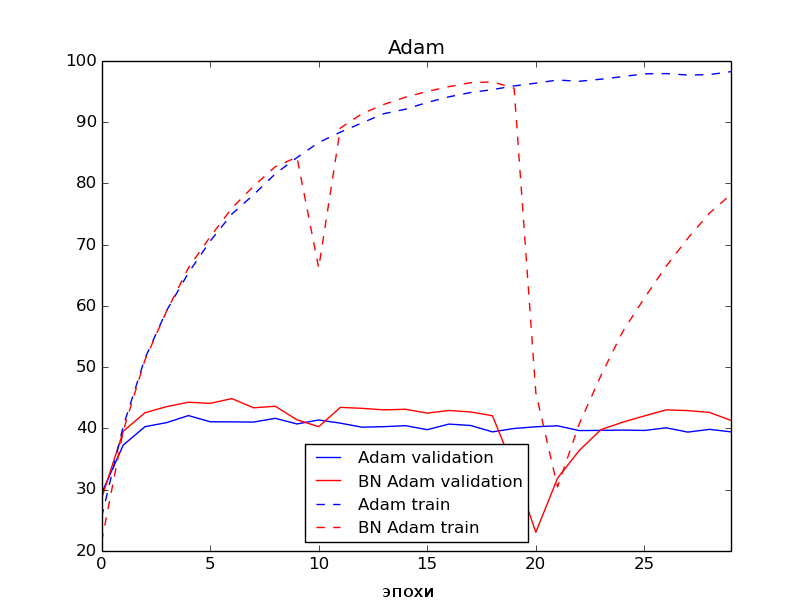 Adam
100
90
80
70
60
50
40
30
20
Adam validation
BN Adam validation
Adam train
BN Adam train
0 5 10 15 20 25
эпохи